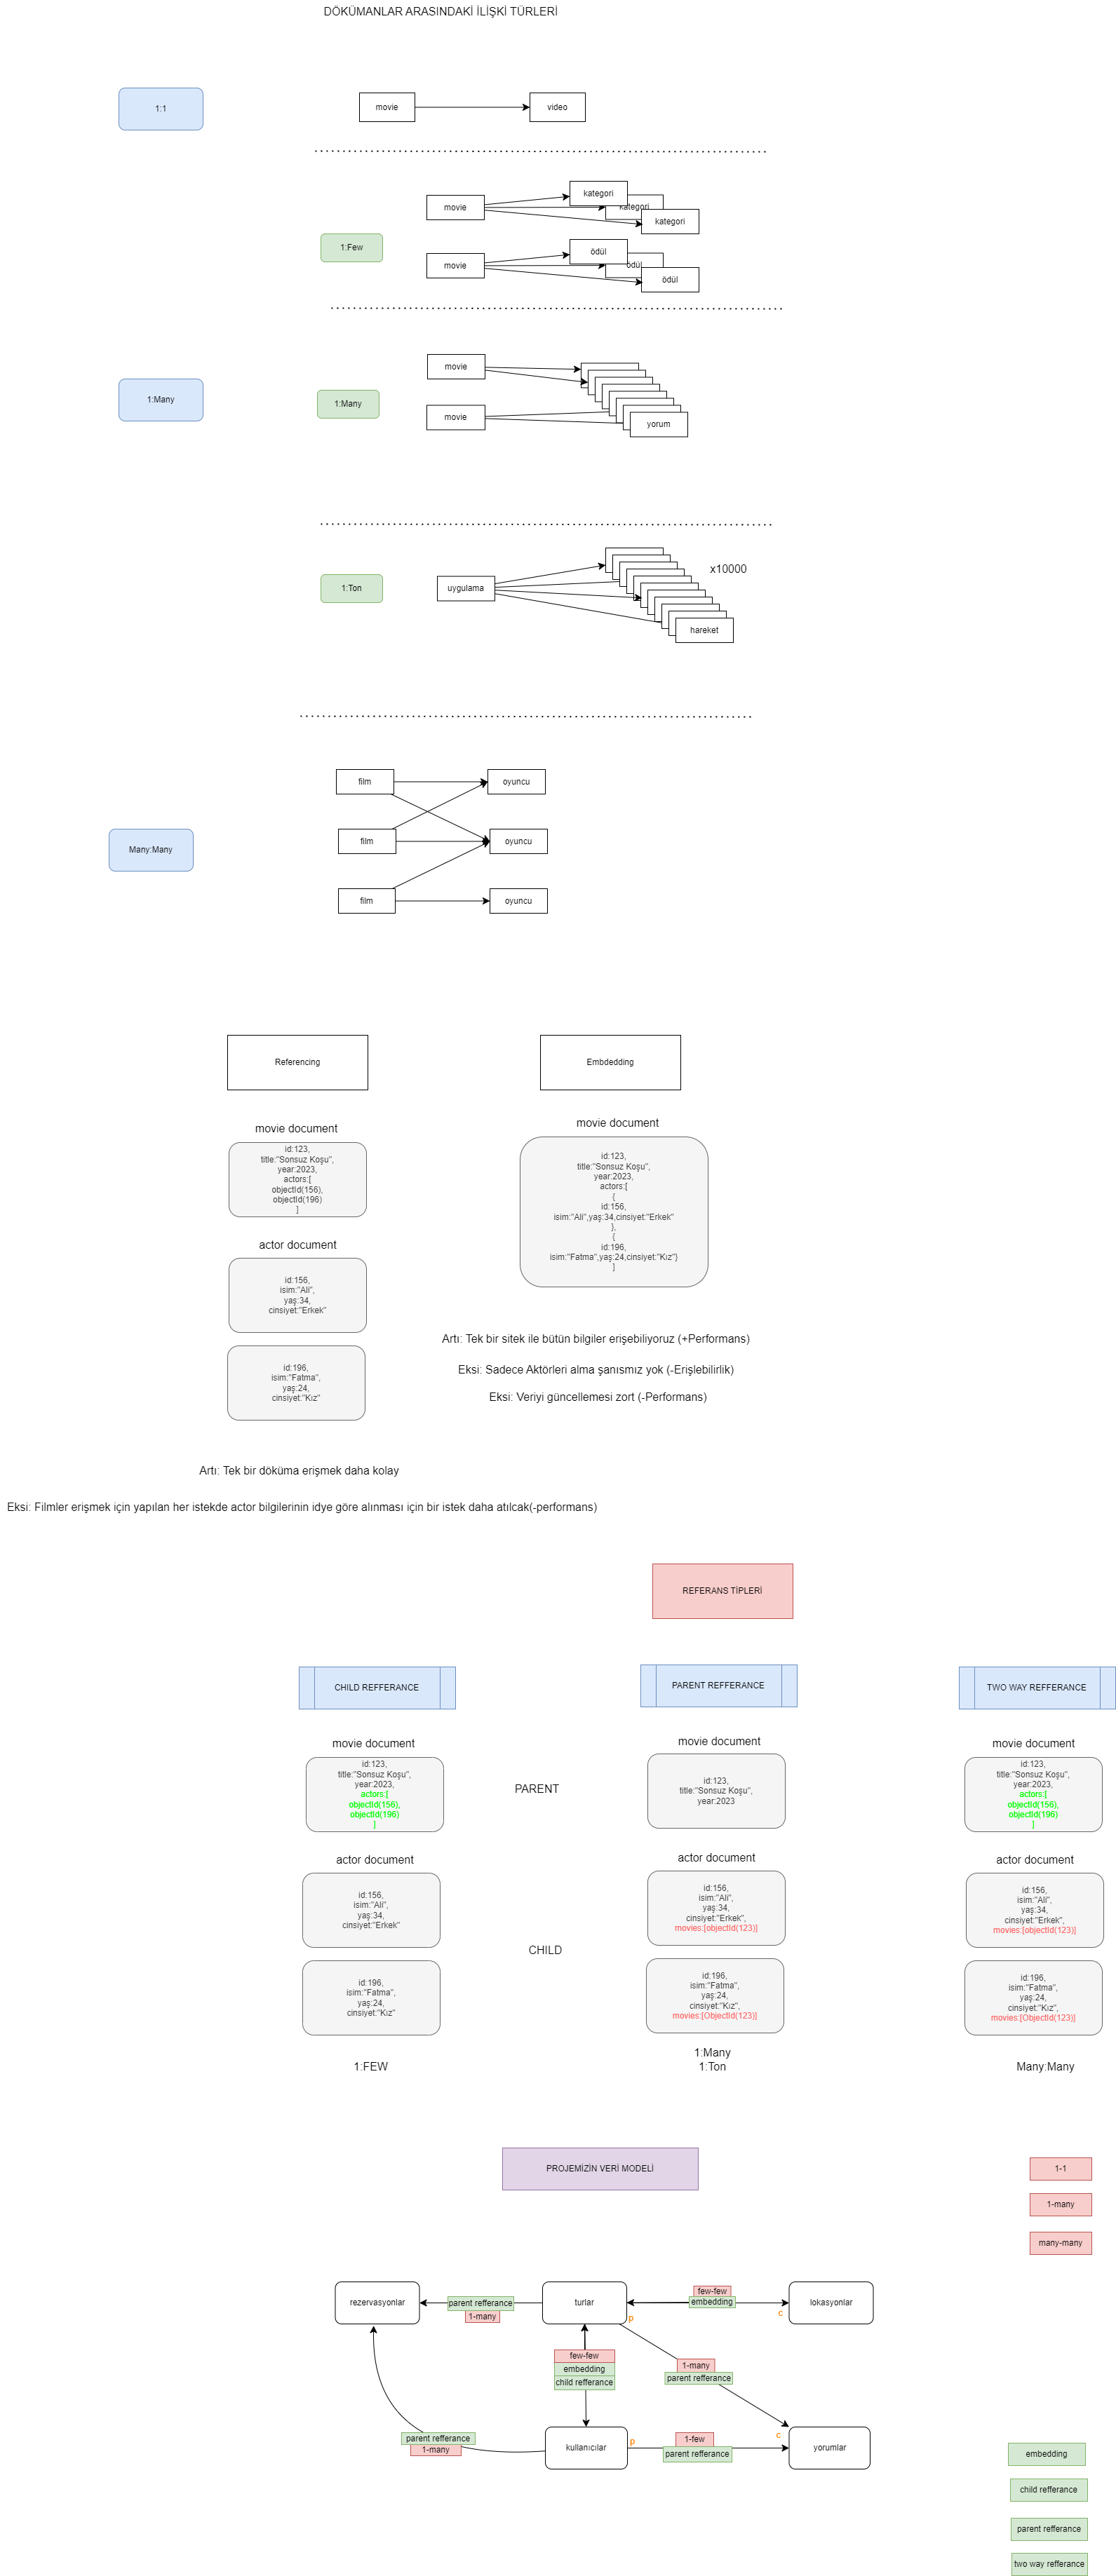 DÖKÜMANLAR ARASINDAKİ İLİŞKİ TÜRLERİ
1:1
movie
video
kategori
kategori
movie
kategori
1:Few
ödül
ödül
movie
ödül
movie
1:Many
1:Many
movie
yorum
x10000
1:Ton
uygulama
hareket
film
oyuncu
Many:Many
film
oyuncu
film
oyuncu
Referencing
Embdedding
movie document
id:123,
title:"Sonsuz Koşu",
year:2023,
actors:[
objectId(156),
objectId(196)
]
actor document
id:156,
isim:"Ali",
yaş:34,
cinsiyet:"Erkek"
id:196,
isim:"Fatma",
yaş:24,
cinsiyet:"Kız"
movie document
id:123,
title:"Sonsuz Koşu",
year:2023,
actors:[
{
id:156,
isim:"Ali",yaş:34,cinsiyet:"Erkek"
},
{
id:196,
isim:"Fatma",yaş:24,cinsiyet:"Kız"}
]
Artı: Tek bir sitek ile bütün bilgiler erişebiliyoruz (+Performans)
Eksi: Sadece Aktörleri alma şanısmız yok (-Erişlebilirlik)
Eksi: Veriyi güncellemesi zort (-Performans)
Artı: Tek bir döküma erişmek daha kolay
Eksi: Filmler erişmek için yapılan her istekde actor bilgilerinin idye göre alınması için bir istek daha atılcak(-performans)
REFERANS TİPLERİ
CHILD REFFERANCE
PARENT REFFERANCE
TWO WAY REFFERANCE
movie document
id:123,
title:"Sonsuz Koşu",
year:2023,
actors:[
objectId(156),
objectId(196)
]
actor document
id:156,
isim:"Ali",
yaş:34,
cinsiyet:"Erkek"
id:196,
isim:"Fatma",
yaş:24,
cinsiyet:"Kız"
1:FEW
PARENT
CHILD
movie document
id:123,
title:"Sonsuz Koşu",
year:2023
actor document
id:156,
isim:"Ali",
yaş:34,
cinsiyet:"Erkek",
movies:[objectId(123)]
id:196,
isim:"Fatma",
yaş:24,
cinsiyet:"Kız",
movies:[ObjectId(123)]
1:Many
1:Ton
movie document
id:123,
title:"Sonsuz Koşu",
year:2023,
actors:[
objectId(156),
objectId(196)
]
actor document
id:156,
isim:"Ali",
yaş:34,
cinsiyet:"Erkek",
movies:[objectId(123)]
id:196,
isim:"Fatma",
yaş:24,
cinsiyet:"Kız",
movies:[ObjectId(123)]
Many:Many
PROJEMİZİN VERİ MODELİ
1-1
1-many
many-many
rezervasyonlar
parent refferance
1-many
turlar
few-few
embedding
lokasyonlar
p
c
few-few
embedding
child refferance
1-many
parent refferance
parent refferance
1-many
kullanıcılar
p
1-few
parent refferance
c
yorumlar
embedding
child refferance
parent refferance
two way refferance